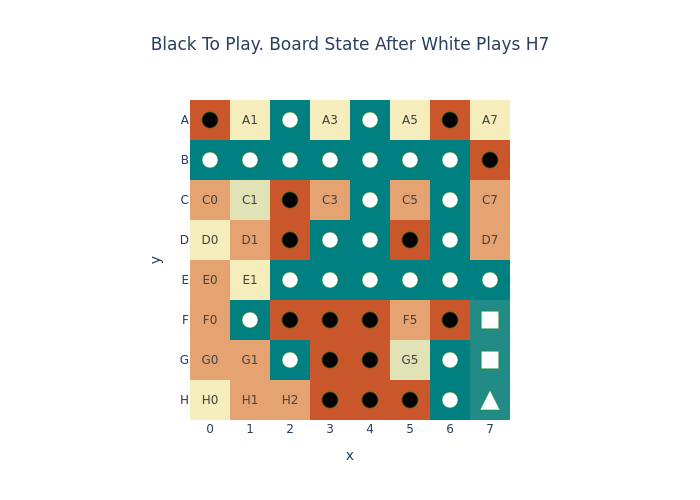 Black To Play. Board State After White Plays H7
A A1 A3 A5 A7
B
C C0 C1 C3 C5 C7
D D0 D1 D7
E E0 E1
F F0 F5
G G0 G1 G5
H H0 H1 H2
0 1 2 3 4 5 6 7
x
y